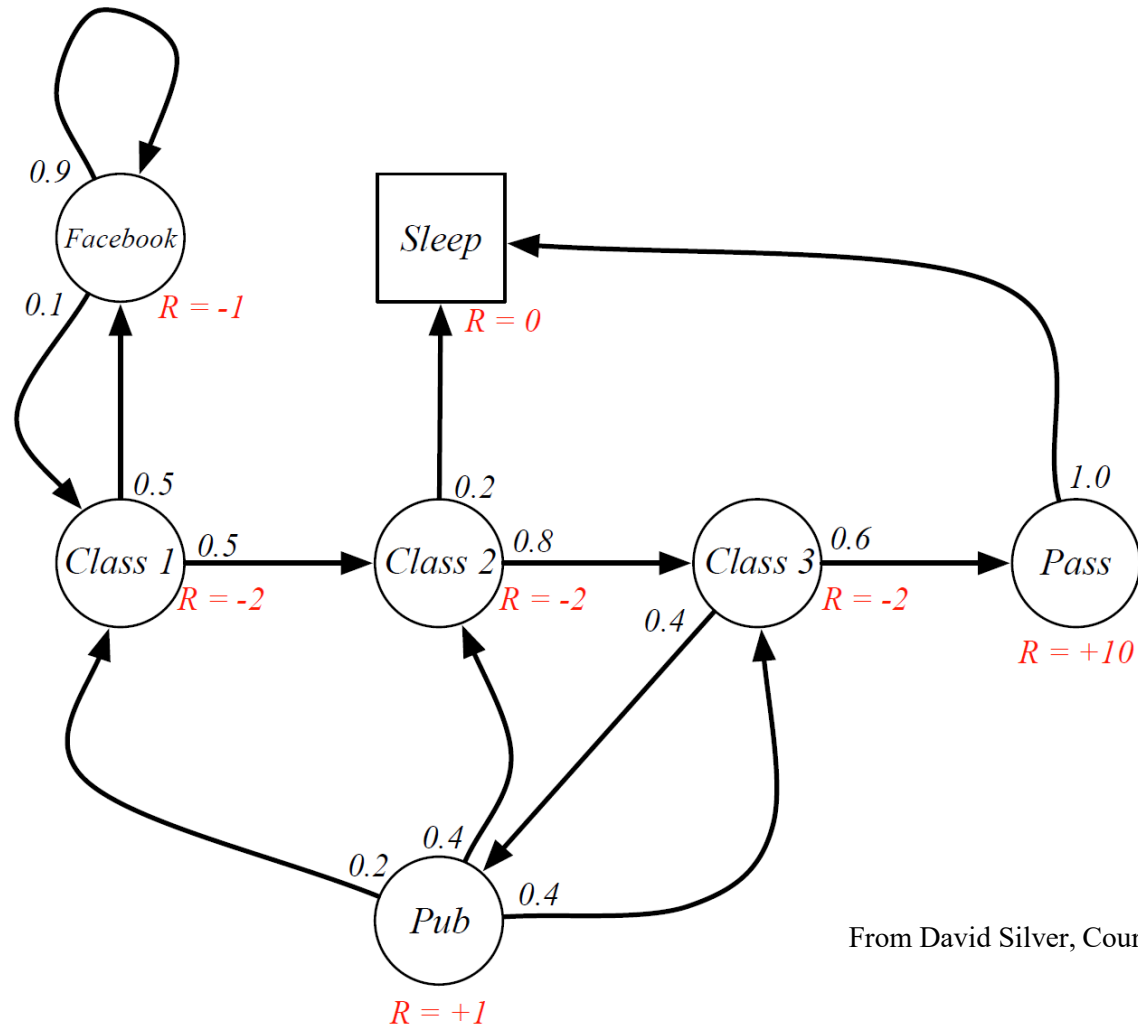 0.9
Facebook
Sleep
0.1
R = -1
R = 0
0.5
0.2
1.0
Class 1
0.5
Class 2
0.8
Class 3
0.6
Pass
R = -2
R = -2
R = -2
0.4
R = +10
0.4
0.2
0.4
Pub
From David Silver, Cour
R = +1